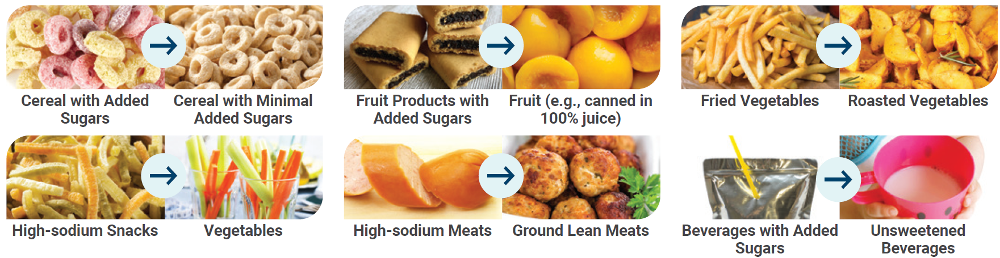 Cereal with Added
Sugars
Cereal with Minimal
Added Sugars
Fruit Products with
Added Sugars
Fruit (e.g., canned in
100% juice)
Fried Vegetables
Roasted Vegetables
High-sodium Snacks
Vegetables
High-sodium Meats
Ground Lean Meats
Beverages with Added
Sugars
Unsweetened
Beverages